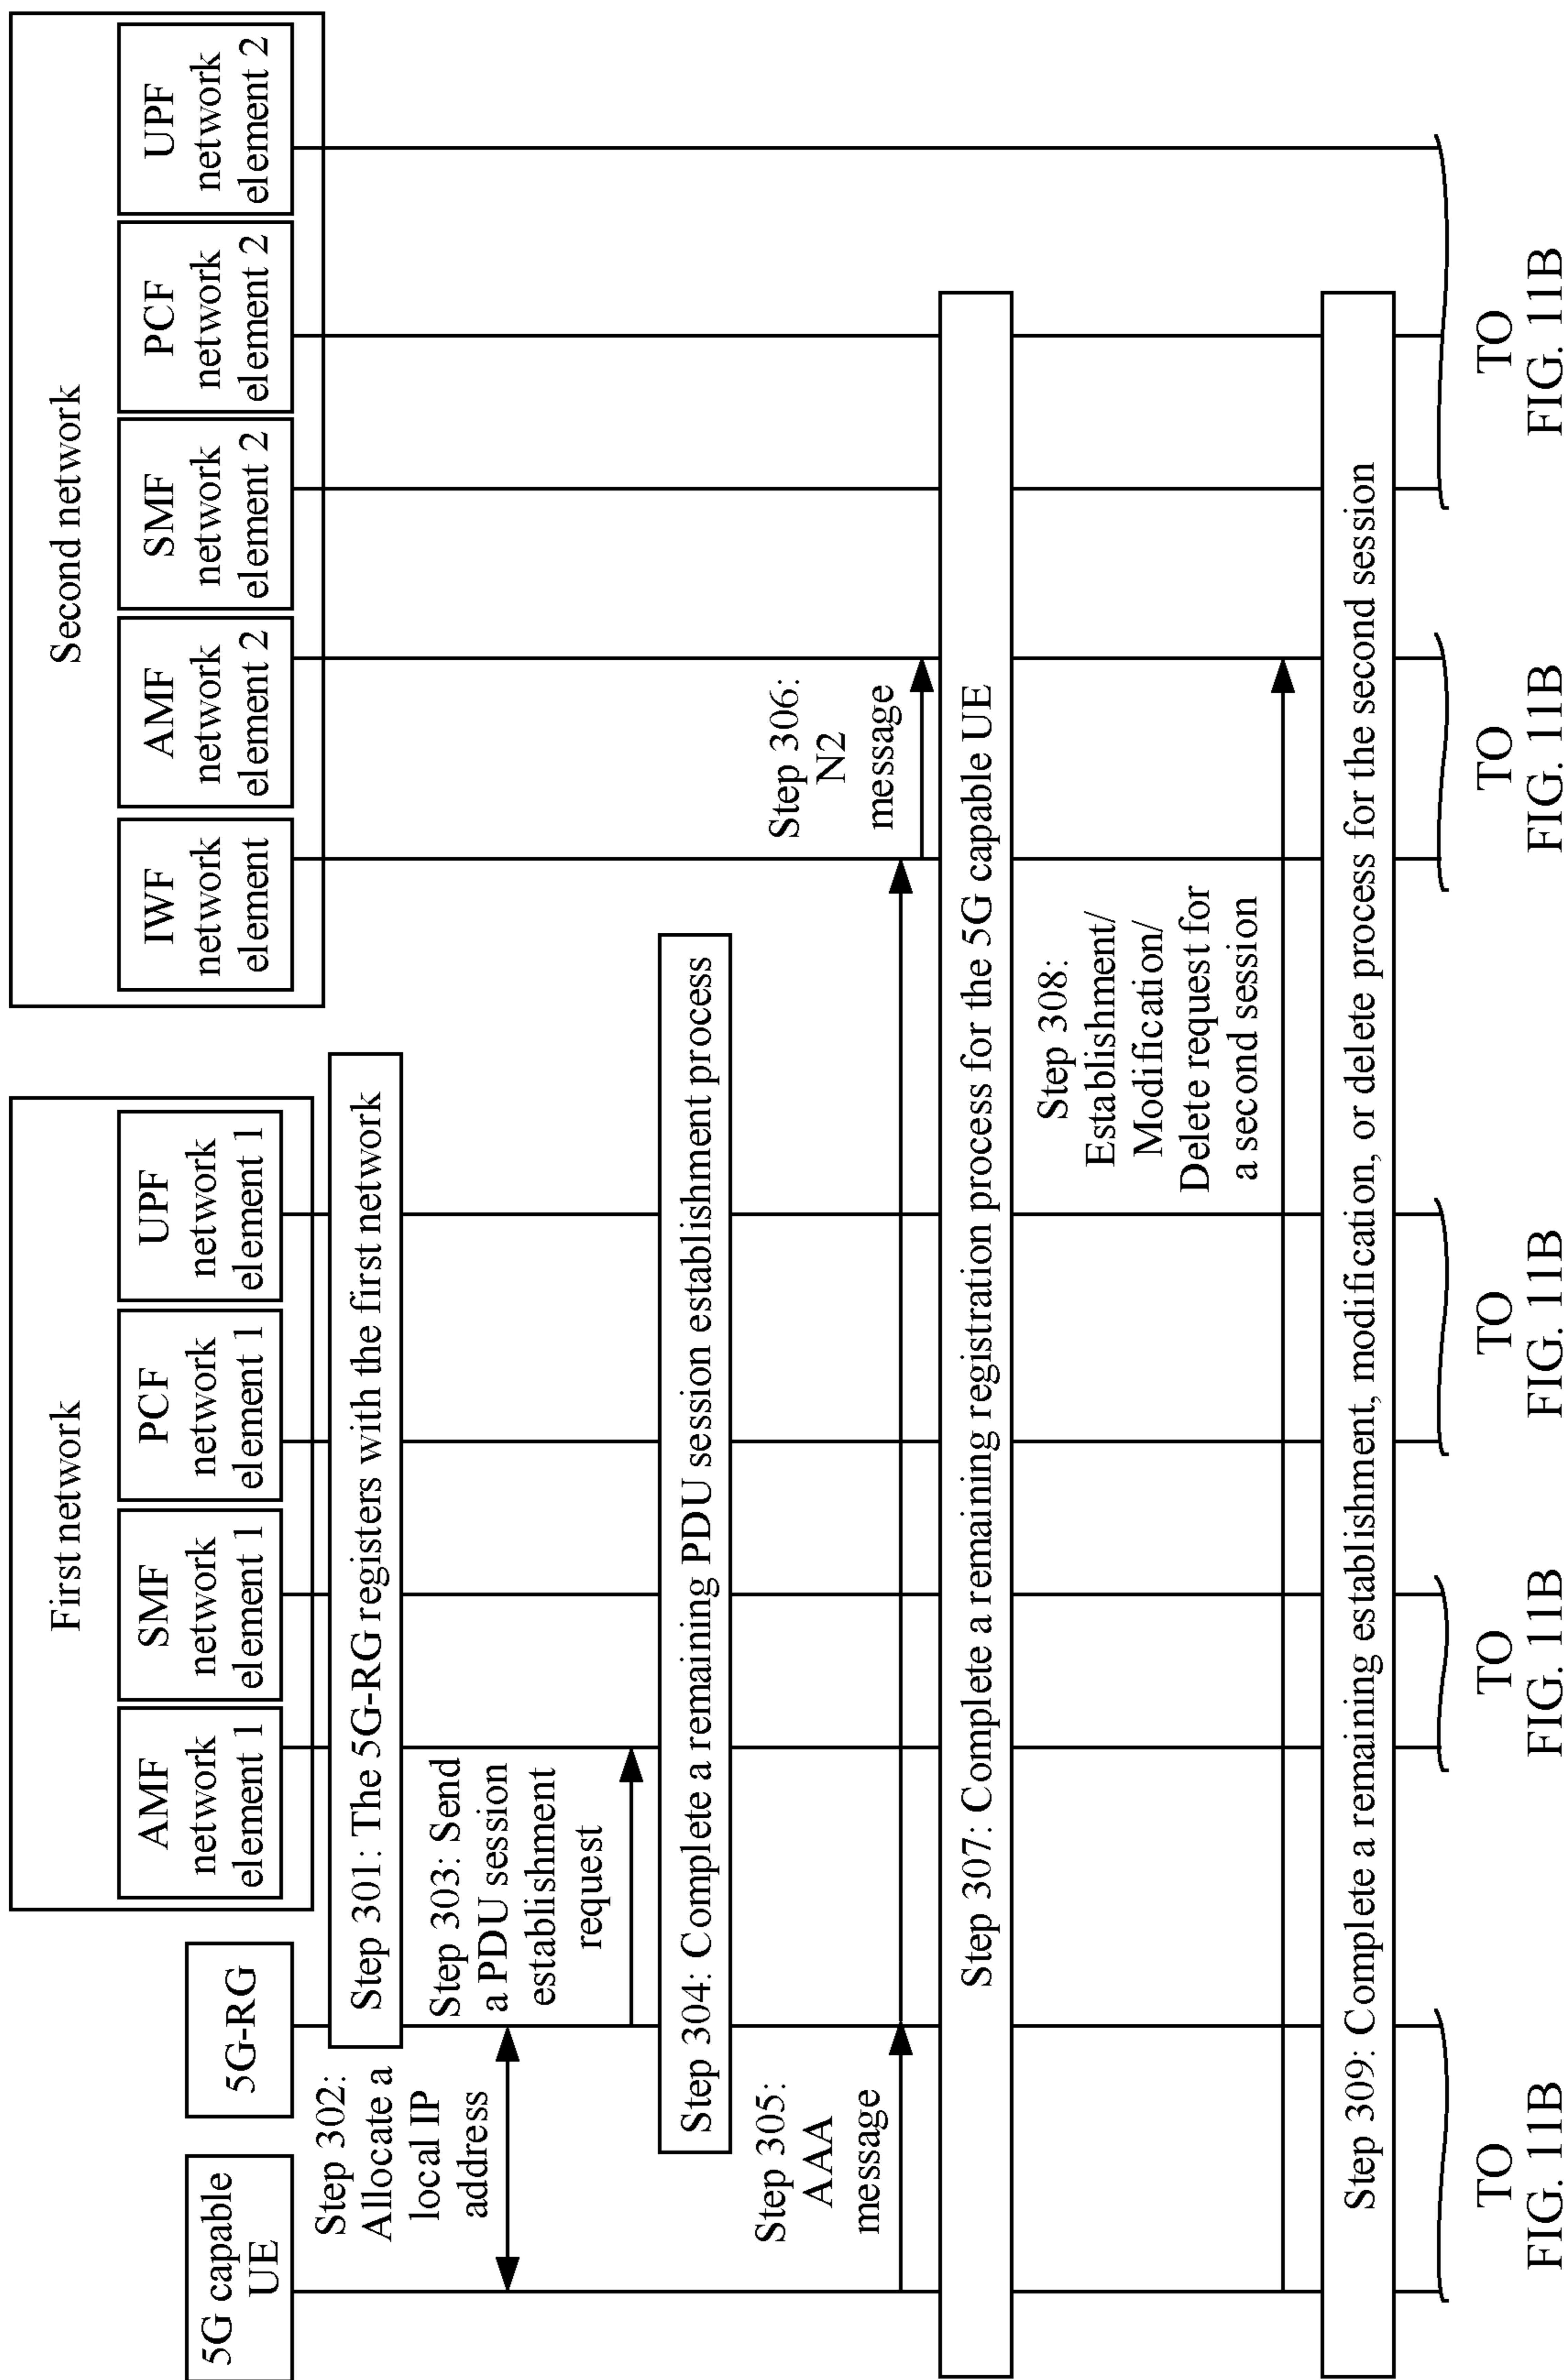 First network
Second network
5G capable
UE
5G-RG
AMF
network
element 1
SMF
network
element 1
PCF
network
element 1
UPF
network
element 1
IWF
network
element
AMF
network
element 2
SMF
network
element 2
PCF
network
element 2
UPF
network
element 2
Step 301: The 5G-RG registers with the first network
Step 302:
Allocate a
local IP
address
Step 303: Send
a PDU session
establishment
request
Step 304: Complete a remaining PDU session establishment process
Step 305:
AAA
message
Step 306:
N2
message
Step 307: Complete a remaining registration process for the 5G capable UE
Step 308:
Establishment/
Modification/
Delete request for
a second session
Step 309: Complete a remaining establishment, modification, or delete process for the second session
TO
FIG. 11B
TO
FIG. 11B
TO
FIG. 11B
TO
FIG. 11B
TO
FIG. 11B